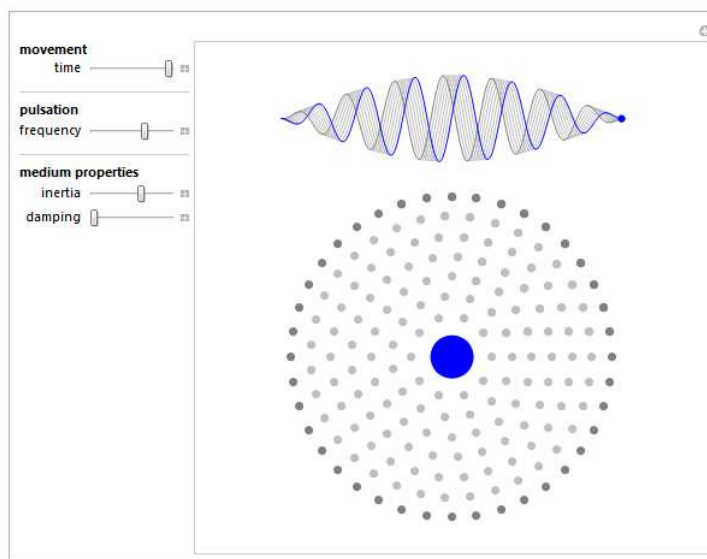 movement
time
pulsation
frequency
medium properties
inertia
damping